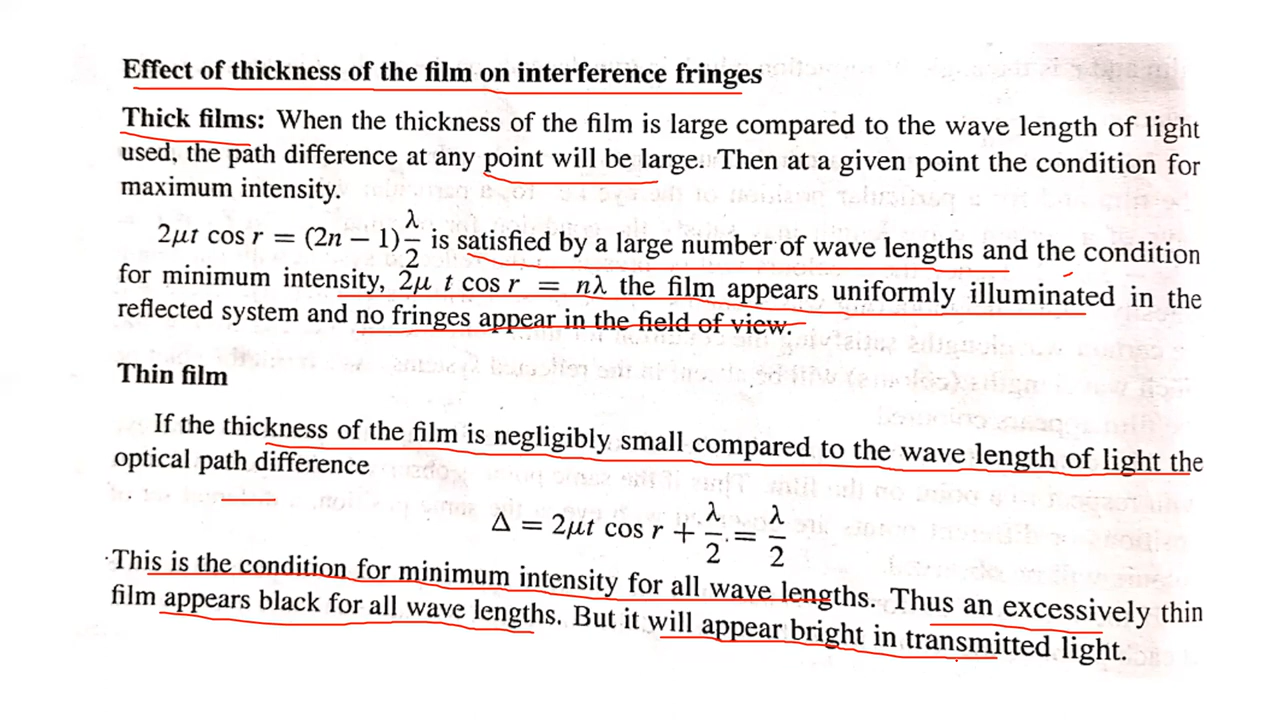 Effect of thickness of the film on interference fringes
Thick films: When the thickness of the film is large compared to the wave length of light
used, the path difference at any point will be large. Then at a given point the condition for
maximum intensity.
2μt cos r = (2n − 1) λ/2 is satisfied by a large number of wave lengths and the condition
for minimum intensity, 2μ t cos r = nλ the film appears uniformly illuminated in the
reflected system and no fringes appear in the field of view.
Thin film
If the thickness of the film is negligibly small compared to the wave length of light the
optical path difference
Δ = 2μt cos r + λ/2 = λ/2
This is the condition for minimum intensity for all wave lengths. Thus an excessively thin
film appears black for all wave lengths. But it will appear bright in transmitted light.